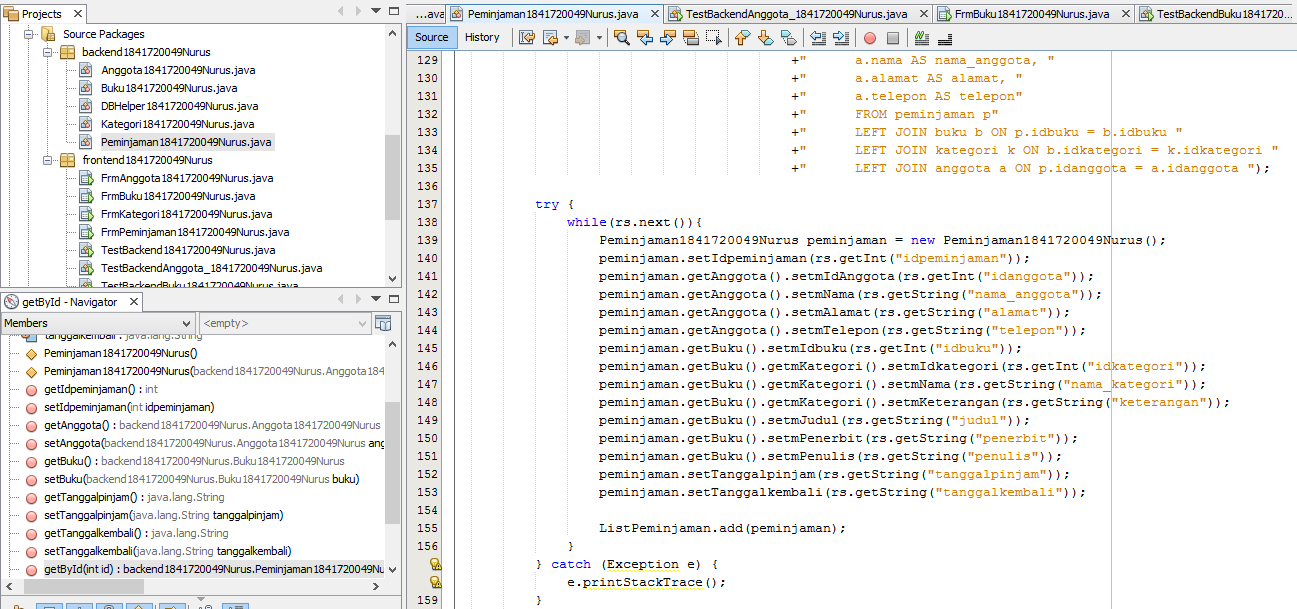 Projects
Source Packages
backend1841720049Nurus
Anggota1841720049Nurus.java
Buku1841720049Nurus.java
DBHelper1841720049Nurus.java
Kategori1841720049Nurus.java
Peminjaman1841720049Nurus.java
frontend1841720049Nurus
FrmAnggota1841720049Nurus.java
FrmBuku1841720049Nurus.java
FrmKategori1841720049Nurus.java
FrmPeminjaman1841720049Nurus.java
TestBackend1841720049Nurus.java
TestBackendAnggota_1841720049Nurus.java
TestBackendBuku1841720049Nurus.java
getById - Navigator
Members
<empty>
tanggalkembali : java.lang.String
Peminjaman1841720049Nurus()
Peminjaman1841720049Nurus(backend1841720049Nurus.Anggota184
getIdpeminjaman() : int
setIdpeminjaman(int idpeminjaman)
getAnggota() : backend1841720049Nurus.Anggota1841720049Nurus
setAnggota(backend1841720049Nurus.Anggota1841720049Nurus ang
getBuku() : backend1841720049Nurus.Buku1841720049Nurus
setBuku(backend1841720049Nurus.Buku1841720049Nurus buku)
getTanggalpinjam() : java.lang.String
setTanggalpinjam(java.lang.String tanggalpinjam)
getTanggalkembali() : java.lang.String
setTanggalkembali(java.lang.String tanggalkembali)
getById(int id) : backend1841720049Nurus.Peminjaman1841720049Nu
...ava Peminjaman1841720049Nurus.java TestBackendAnggota_1841720049Nurus.java FrmBuku1841720049Nurus.java TestBackendBuku1841720...
Source History
129 +" a.nama AS nama_anggota, "
130 +" a.alamat AS alamat, "
131 +" a.telepon AS telepon"
132 +" FROM peminjaman p"
133 +" LEFT JOIN buku b ON p.idbuku = b.idbuku "
134 +" LEFT JOIN kategori k ON b.idkategori = k.idkategori "
135 +" LEFT JOIN anggota a ON p.idanggota = a.idanggota ");
136
137 try {
138 while(rs.next()){
139 Peminjaman1841720049Nurus peminjaman = new Peminjaman1841720049Nurus();
140 peminjaman.setIdpeminjaman(rs.getInt("idpeminjaman"));
141 peminjaman.getAnggota().setmIdAnggota(rs.getInt("idanggota"));
142 peminjaman.getAnggota().setmNama(rs.getString("nama_anggota"));
143 peminjaman.getAnggota().setmAlamat(rs.getString("alamat"));
144 peminjaman.getAnggota().setmTelepon(rs.getString("telepon"));
145 peminjaman.getBuku().setmIdbuku(rs.getInt("idbuku"));
146 peminjaman.getBuku().getmKategori().setmIdkategori(rs.getInt("idkategori"));
147 peminjaman.getBuku().getmKategori().setmNama(rs.getString("nama_kategori"));
148 peminjaman.getBuku().getmKategori().setmKeterangan(rs.getString("keterangan"));
149 peminjaman.getBuku().setmJudul(rs.getString("judul"));
150 peminjaman.getBuku().setmPenerbit(rs.getString("penerbit"));
151 peminjaman.getBuku().setmPenulis(rs.getString("penulis"));
152 peminjaman.setTanggalpinjam(rs.getString("tanggalpinjam"));
153 peminjaman.setTanggalkembali(rs.getString("tanggalkembali"));
154
155 ListPeminjaman.add(peminjaman);
156 }
} catch (Exception e) {
e.printStackTrace();
159 }